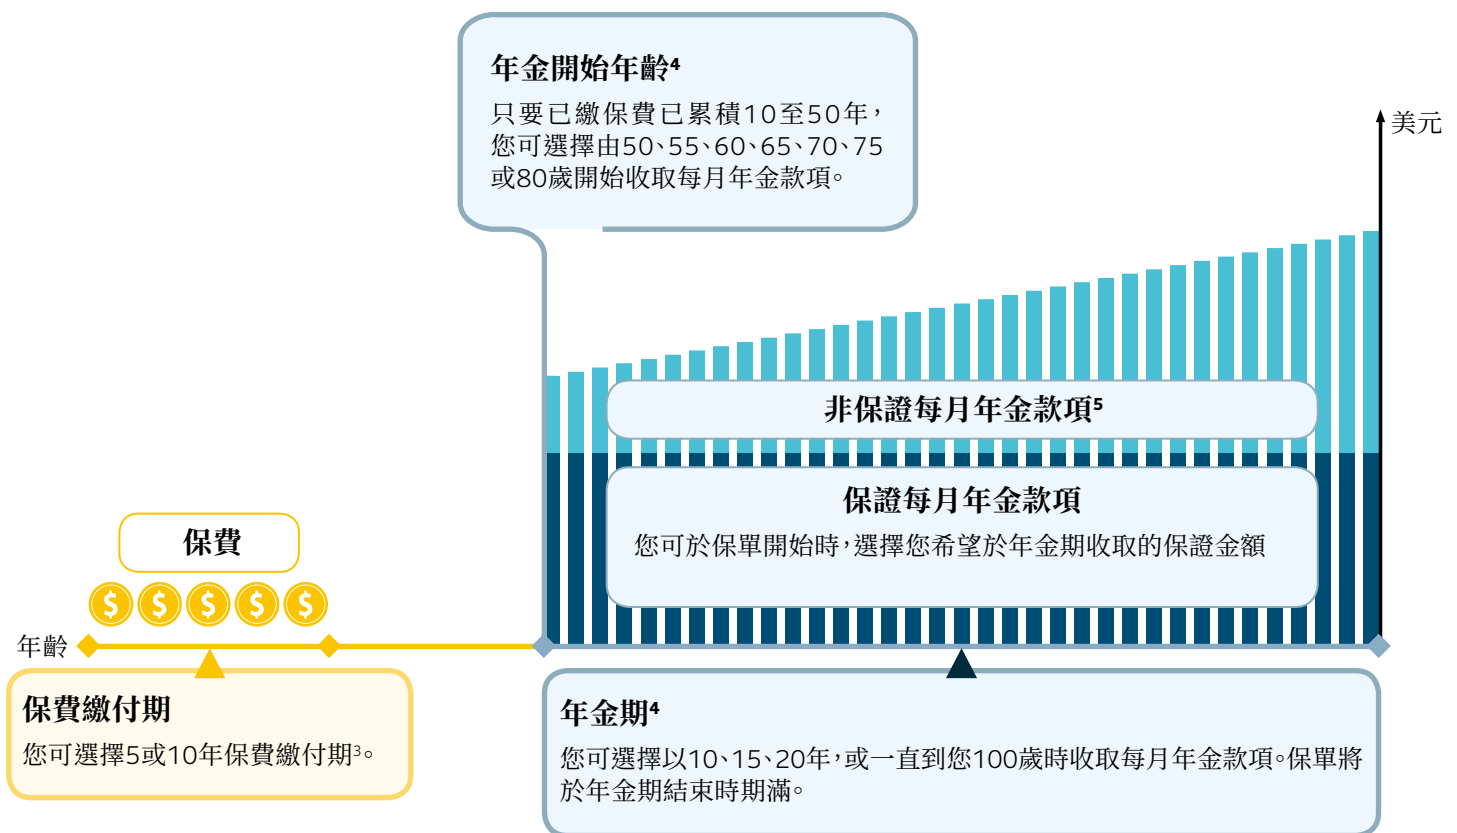 年金開始年齡⁴
只要已繳保費已累積10至50年，
您可選擇由50、55、60、65、70、75
或80歲開始收取每月年金款項。
美元
非保證每月年金款項⁵
保證每月年金款項
您可於保單開始時，選擇您希望於年金期收取的保證金額
保費
$ $ $ $ $
年齡
保費繳付期
您可選擇5或10年保費繳付期³。
年金期⁴
您可選擇以10、15、20年，或一直到您100歲時收取每月年金款項。保單將
於年金期結束時期滿。